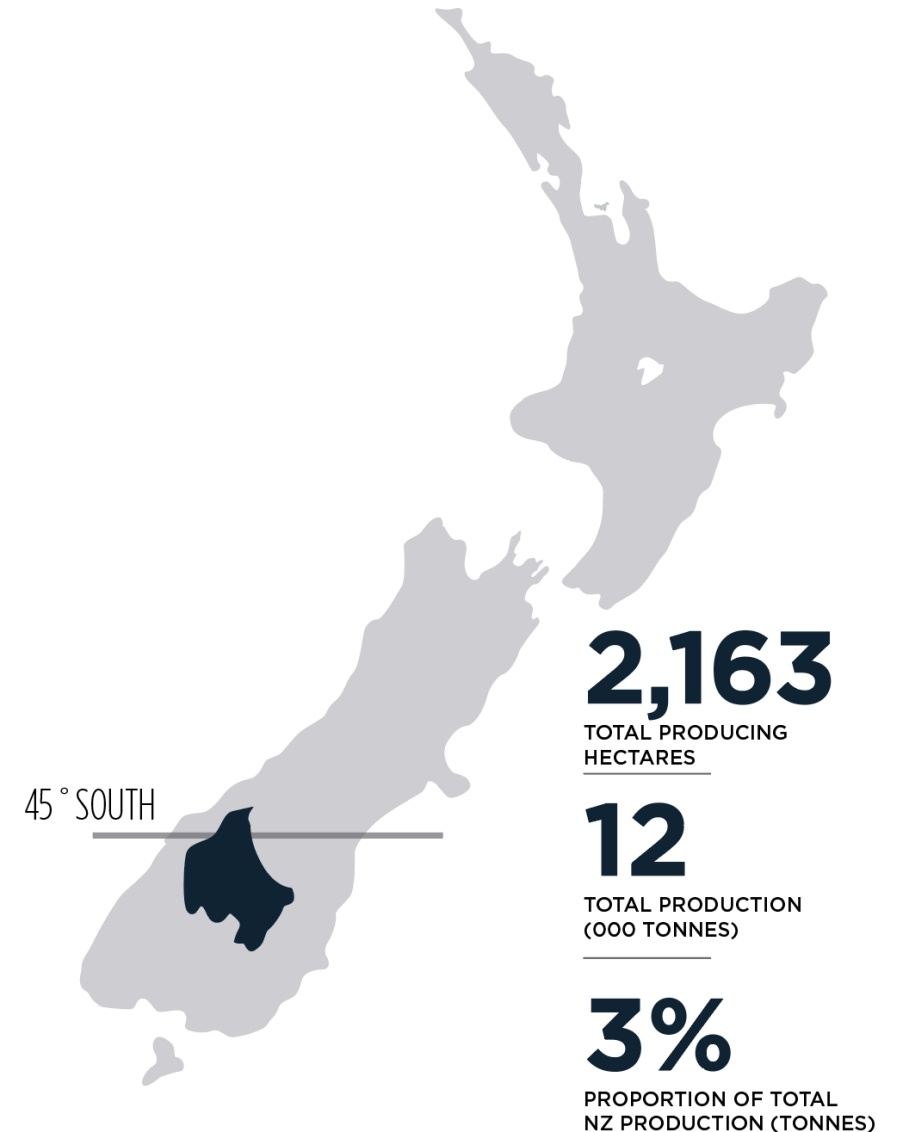 2,163
TOTAL PRODUCING
HECTARES
45° SOUTH
12
TOTAL PRODUCTION
(000 TONNES)
3%
PROPORTION OF TOTAL
NZ PRODUCTION (TONNES)